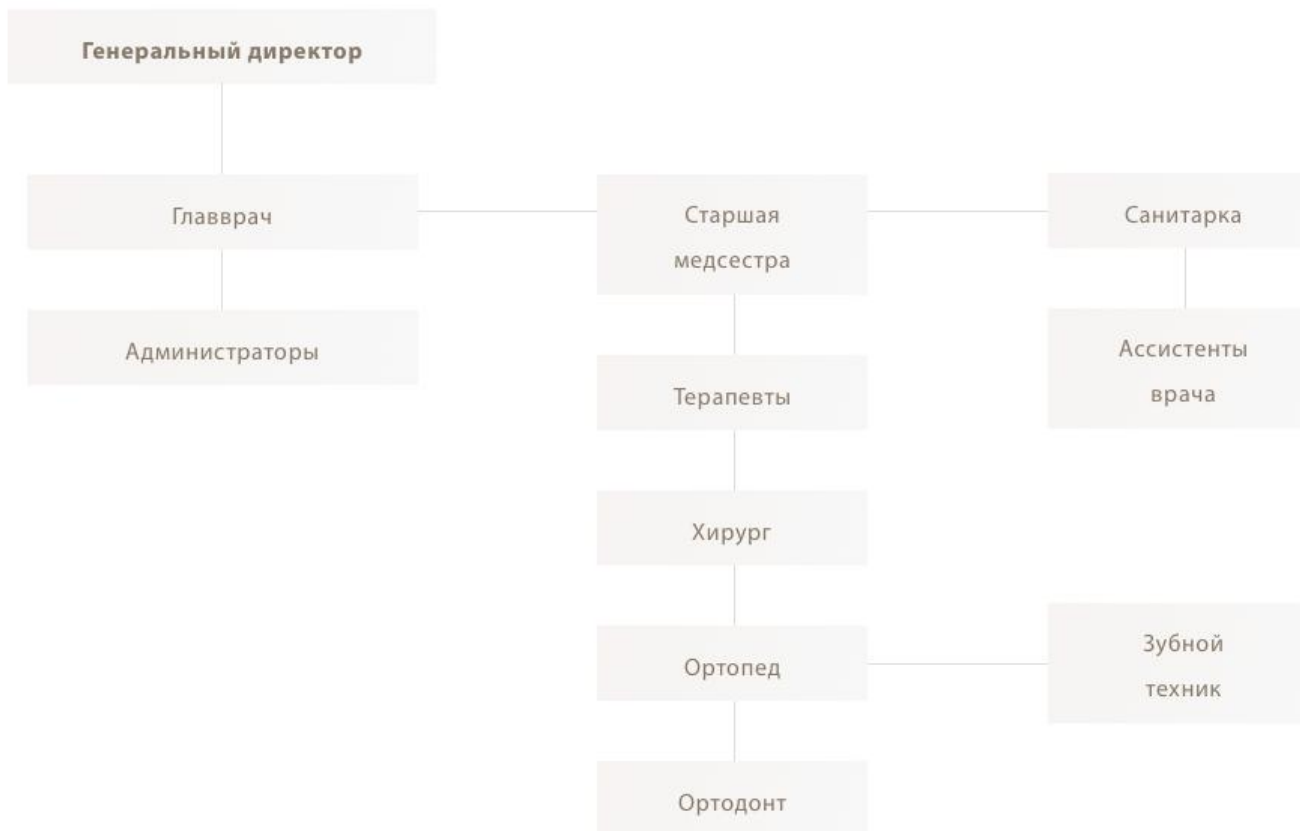 Генеральный директор
Главврач
Старшая
медсестра
Санитарка
Администраторы
Ассистенты
врача
Терапевты
Хирург
Ортопед
Зубной
техник
Ортодонт